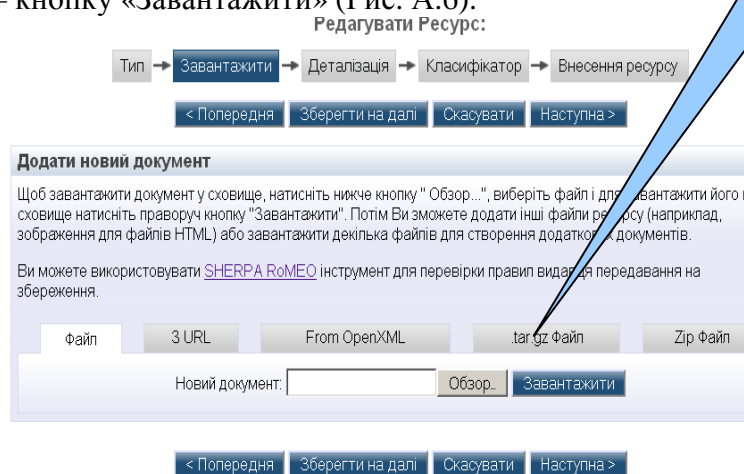 – кнопку «Завантажити» (Рис. А.6).
Редагувати Ресурс:
Тип Завантажити Деталізація Класифікатор Внесення ресурсу
< Попередня Зберегти на далі Скасувати Наступна >
Додати новий документ
Щоб завантажити документ у сховище, натисніть нижче кнопку " Обзор...", виберіть файл і для завантажити його
сховище натисніть праворуч кнопку "Завантажити". Потім Ви зможете додати інші файли ресурсу (наприклад,
зображення для файлів HTML) або завантажити декілька файлів для створення додаткових документів.
Ви можете використовувати SHERPA RoMEO інструмент для перевірки правил видавця передавання на
збереження.
Файл З URL From OpenXML .tar.gz Файл Zip Файл
Новий документ: Обзор... Завантажити
< Попередня Зберегти на далі Скасувати Наступна >